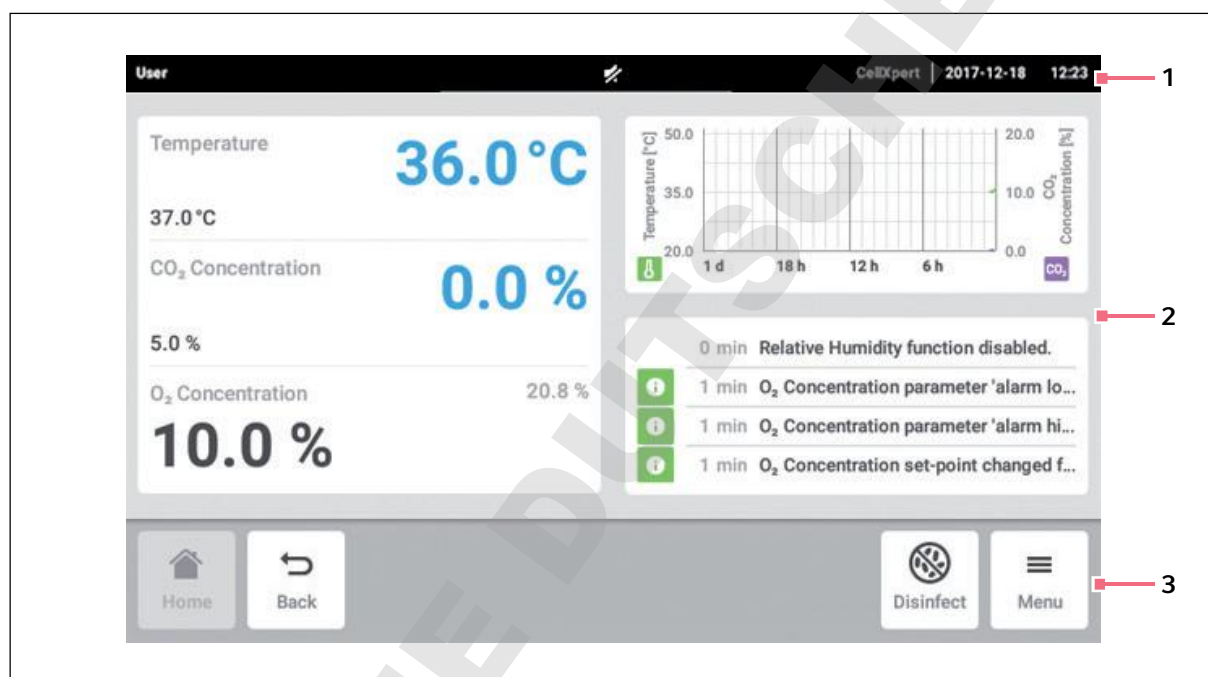 User CellXpert 2017-12-18 12:23
1
Temperature
36.0°C
37.0°C
CO₂ Concentration
0.0 %
5.0 %
O₂ Concentration 20.8 %
10.0 %
Temperature [°C]
50.0
35.0
20.0
1 d 18 h 12 h 6 h
20.0
10.0
0.0
CO₂
Concentration [%]
CO₂
2
0 min Relative Humidity function disabled.
1 min O₂ Concentration parameter 'alarm lo...
1 min O₂ Concentration parameter 'alarm hi...
1 min O₂ Concentration set-point changed f...
Home
Back
Disinfect
Menu
3